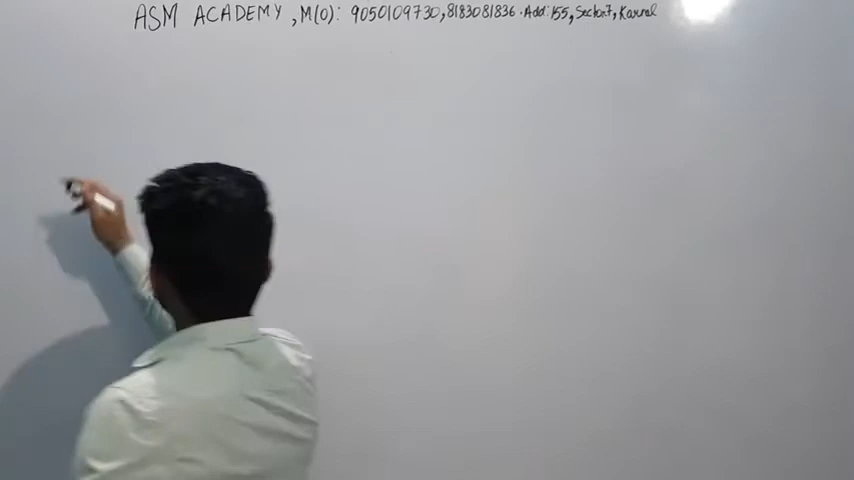 ASM ACADEMY , M(O): 9050109730, 8183081836. Add: 155, Sector 7, Karnal